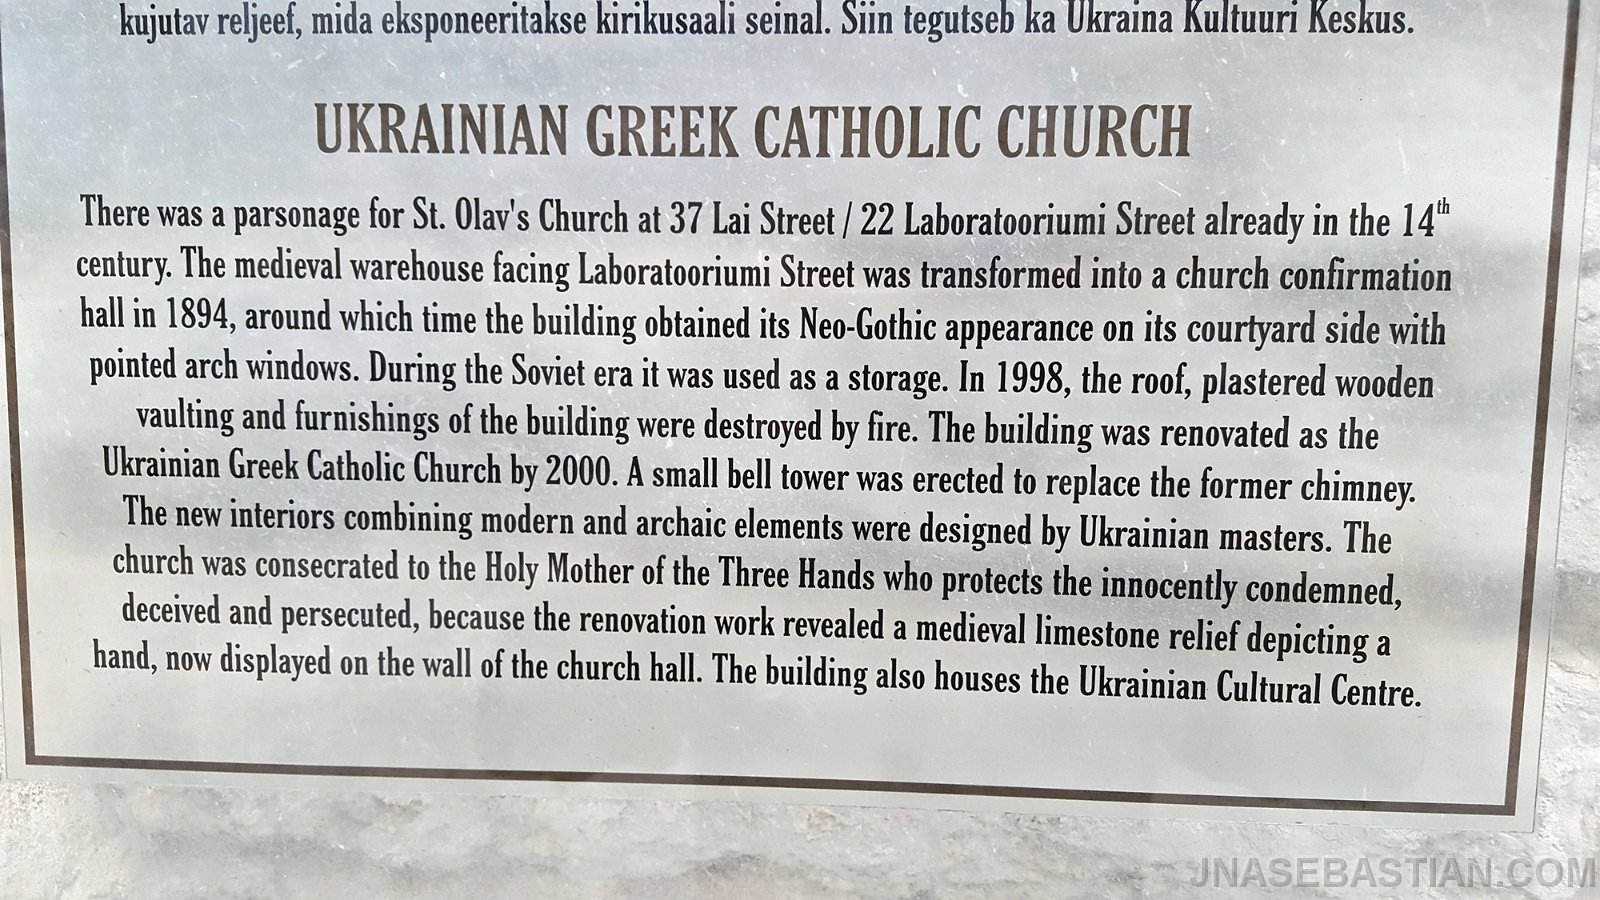 kujutav reljeef, mida eksponeeritakse kirikusaali seinal. Siin tegutseb ka Ukraina Kultuuri Keskus.
UKRAINIAN GREEK CATHOLIC CHURCH
There was a parsonage for St. Olav's Church at 37 Lai Street / 22 Laboratooriumi Street already in the 14th
century. The medieval warehouse facing Laboratooriumi Street was transformed into a church confirmation
hall in 1894, around which time the building obtained its Neo-Gothic appearance on its courtyard side with
pointed arch windows. During the Soviet era it was used as a storage. In 1998, the roof, plastered wooden
vaulting and furnishings of the building were destroyed by fire. The building was renovated as the
Ukrainian Greek Catholic Church by 2000. A small bell tower was erected to replace the former chimney.
The new interiors combining modern and archaic elements were designed by Ukrainian masters. The
church was consecrated to the Holy Mother of the Three Hands who protects the innocently condemned,
deceived and persecuted, because the renovation work revealed a medieval limestone relief depicting a
hand, now displayed on the wall of the church hall. The building also houses the Ukrainian Cultural Centre.
JNASEBASTIAN.COM